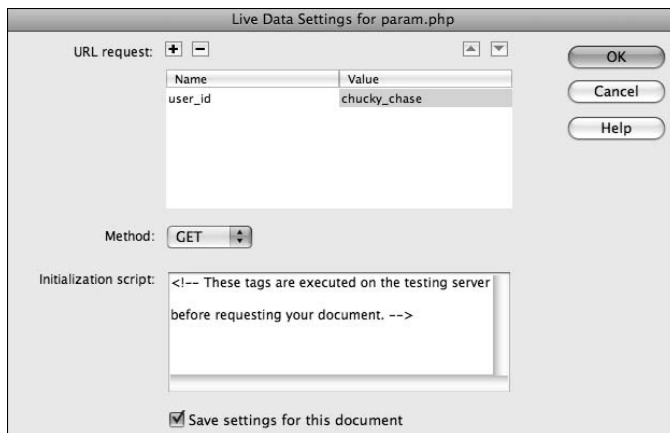 Live Data Settings for param.php
URL request:
Name Value
user_id chucky_chase
OK
Cancel
Help
Method: GET
Initialization script:
<!-- These tags are executed on the testing server
before requesting your document. -->
Save settings for this document